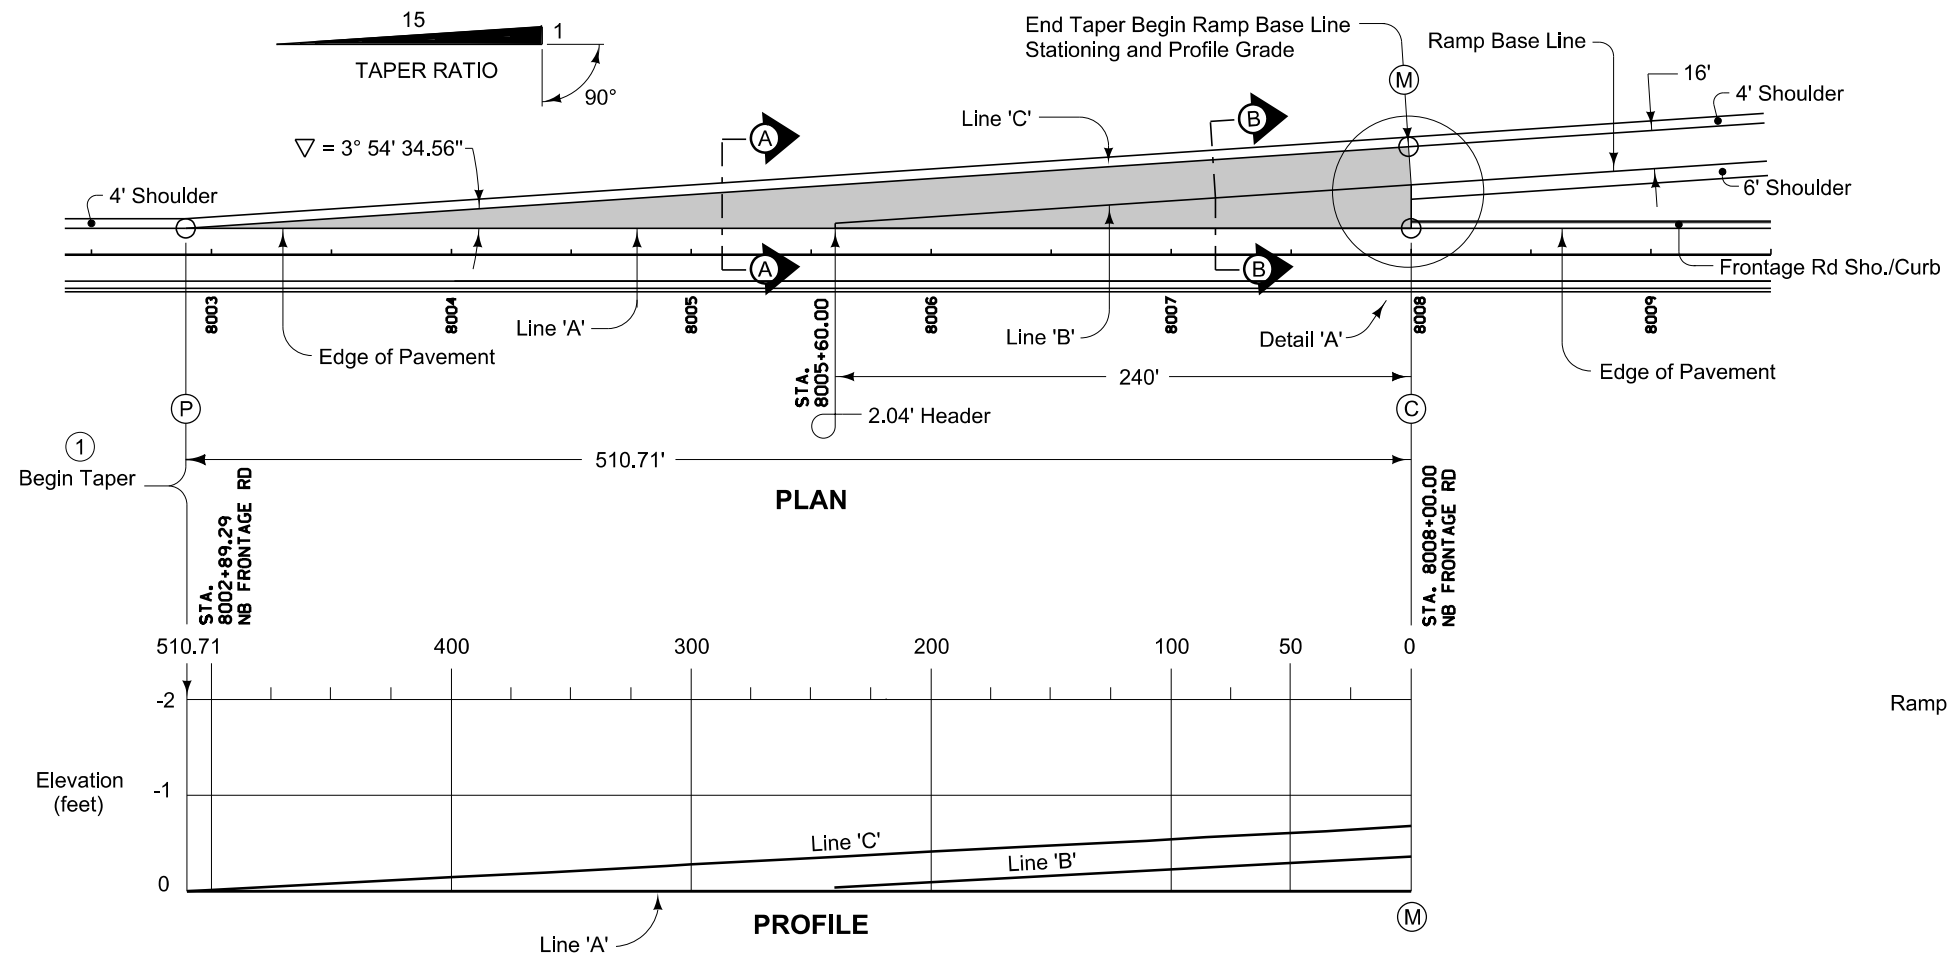 15
1
TAPER RATIO
90°
End Taper Begin Ramp Base Line
Stationing and Profile Grade
M
Ramp Base Line
16'
4' Shoulder
▽ = 3° 54' 34.56"
A
B
Line 'C'
4' Shoulder
6' Shoulder
A
B
Frontage Rd Sho./Curb
8003
8004
8005
8006
8007
8008
8009
Edge of Pavement
Line 'A'
STA.
8005+60.00
Line 'B'
Detail 'A'
Edge of Pavement
240'
2.04' Header
P
C
1
Begin Taper
510.71'
PLAN
STA.
8002+89.29
NB FRONTAGE RD
STA. 8008+00.00
NB FRONTAGE RD
510.71
400
300
200
100
50
0
-2
Ramp
Elevation
(feet)
-1
Line 'C'
Line 'B'
0
PROFILE
M
Line 'A'